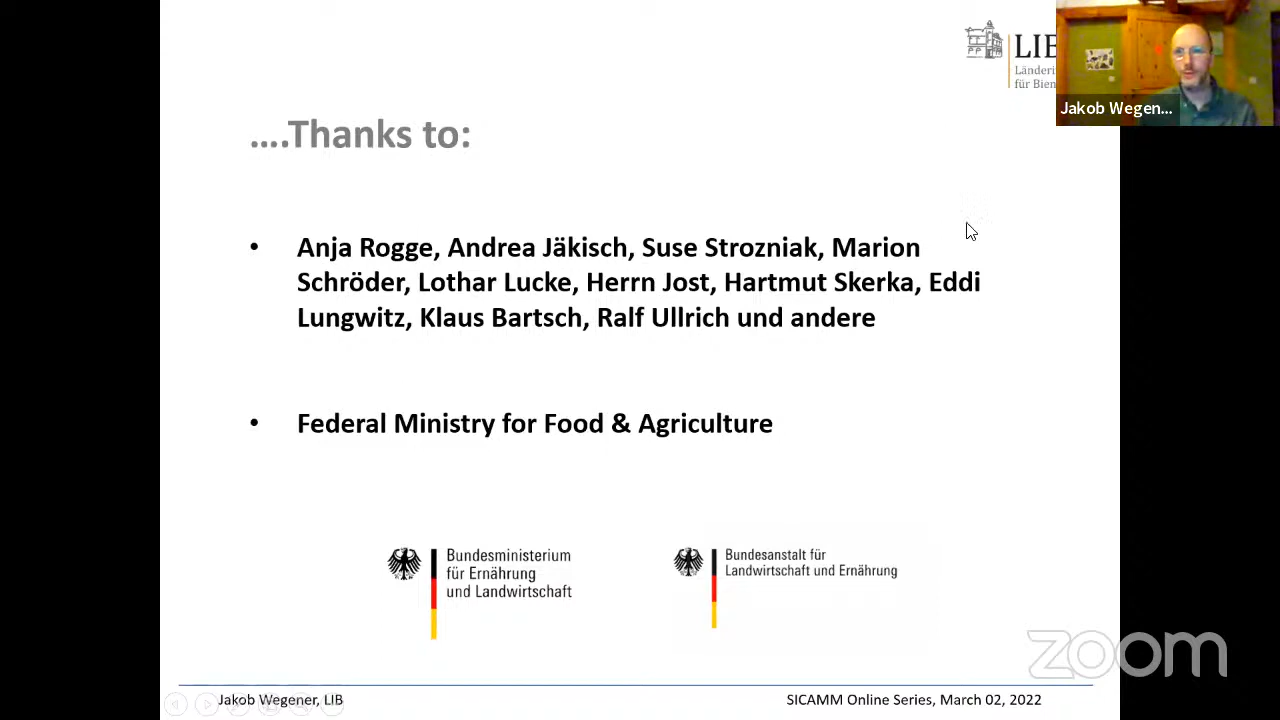 LIB
Länderi
für Bien
Jakob Wegen...
....Thanks to:
• Anja Rogge, Andrea Jäkisch, Suse Strozniak, Marion
Schröder, Lothar Lucke, Herrn Jost, Hartmut Skerka, Eddi
Lungwitz, Klaus Bartsch, Ralf Ullrich und andere
• Federal Ministry for Food & Agriculture
Bundesministerium
für Ernährung
und Landwirtschaft
Bundesanstalt für
Landwirtschaft und Ernährung
zoom
Jakob Wegener, LIB
SICAMM Online Series, March 02, 2022